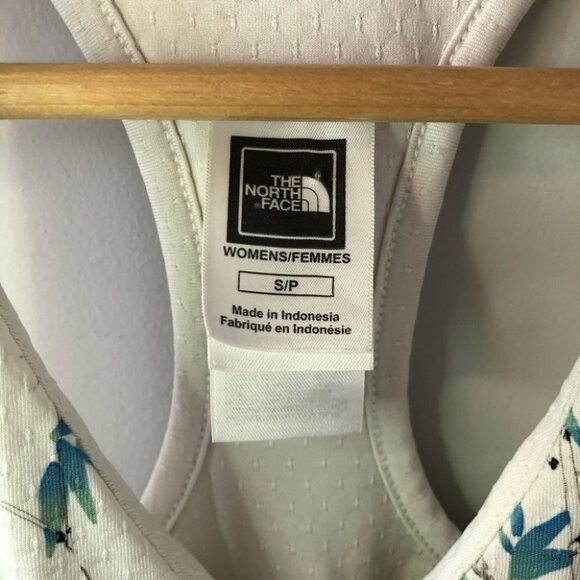 THE
NORTH
FACE
WOMENS/FEMMES
S/P
Made in Indonesia
Fabriqué en Indonésie